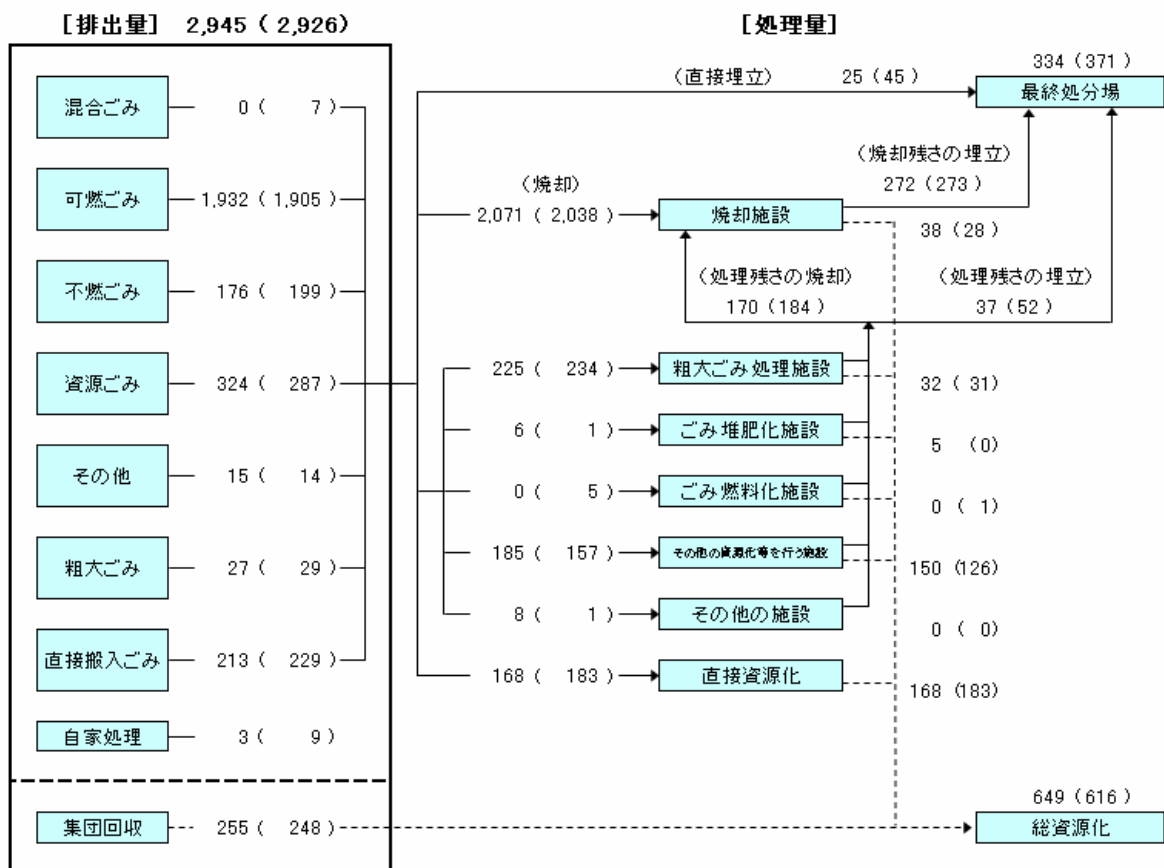 ［排出量］ 2,945 ( 2,926)
［処理量］
混合ごみ 0 ( 7 )
可燃ごみ 1,932 ( 1,905 )
不燃ごみ 176 ( 199 )
資源ごみ 324 ( 287 )
その他 15 ( 14 )
粗大ごみ 27 ( 29 )
直接搬入ごみ 213 ( 229 )
自家処理 3 ( 9 )
集団回収 255 ( 248 )
（直接埋立） 25 (45)
334 (371)
最終処分場
（焼却残さの埋立）
272 (273)
（焼却）
2,071 ( 2,038 )
焼却施設
38 (28)
（処理残さの焼却）
170 (184)
（処理残さの埋立）
37 (52)
225 ( 234 ) 粗大ごみ処理施設 32 ( 31)
6 ( 1 ) ごみ堆肥化施設 5 (0)
0 ( 5 ) ごみ燃料化施設 0 ( 1)
185 ( 157 ) その他の資源化等を行う施設 150 (126)
8 ( 1 ) その他の施設 0 ( 0)
168 ( 183 ) 直接資源化 168 (183)
649 (616)
総資源化